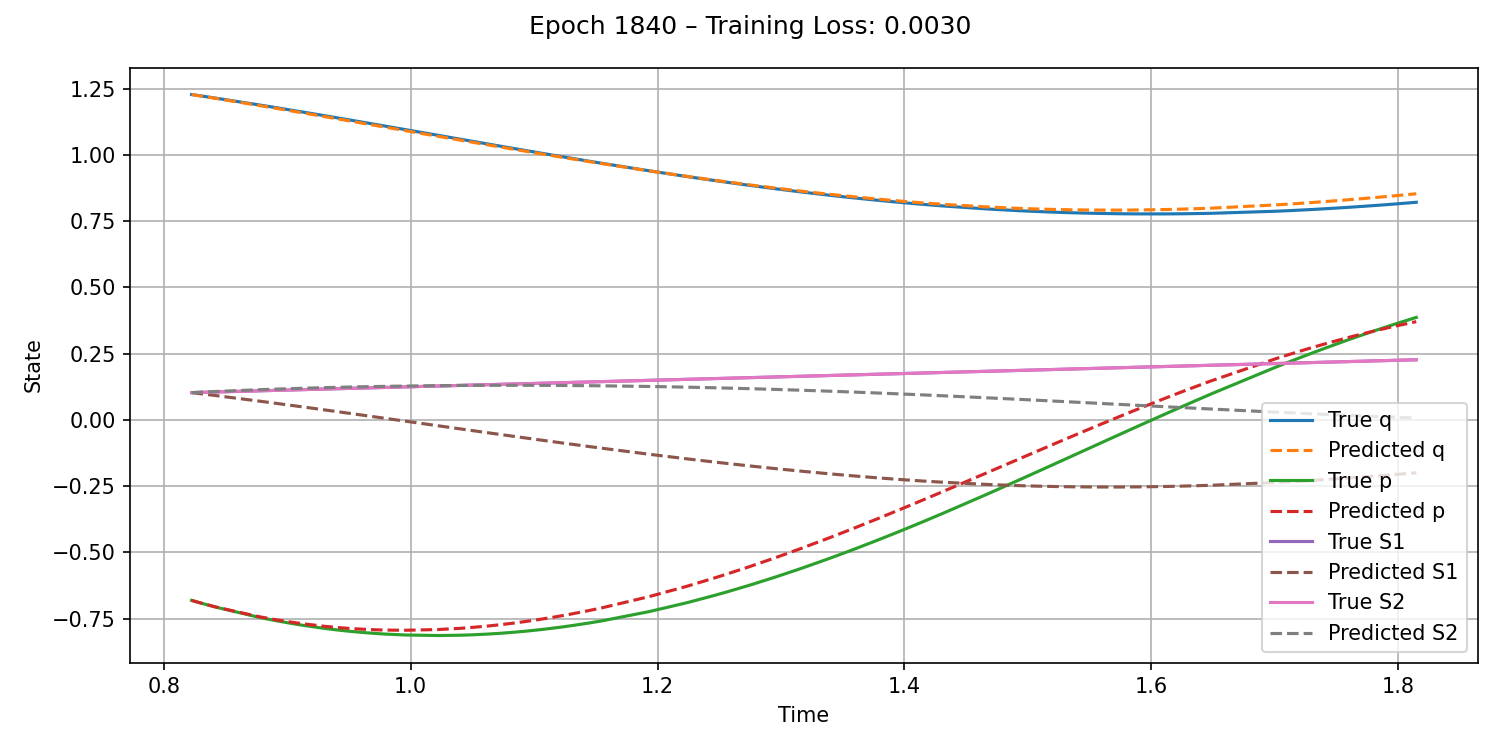 Epoch 1840 – Training Loss: 0.0030
1.25
1.00
0.75
0.50
0.25
0.00
−0.25
−0.50
−0.75
State
True q
Predicted q
True p
Predicted p
True S1
Predicted S1
True S2
Predicted S2
0.8
1.0
1.2
1.4
1.6
1.8
Time